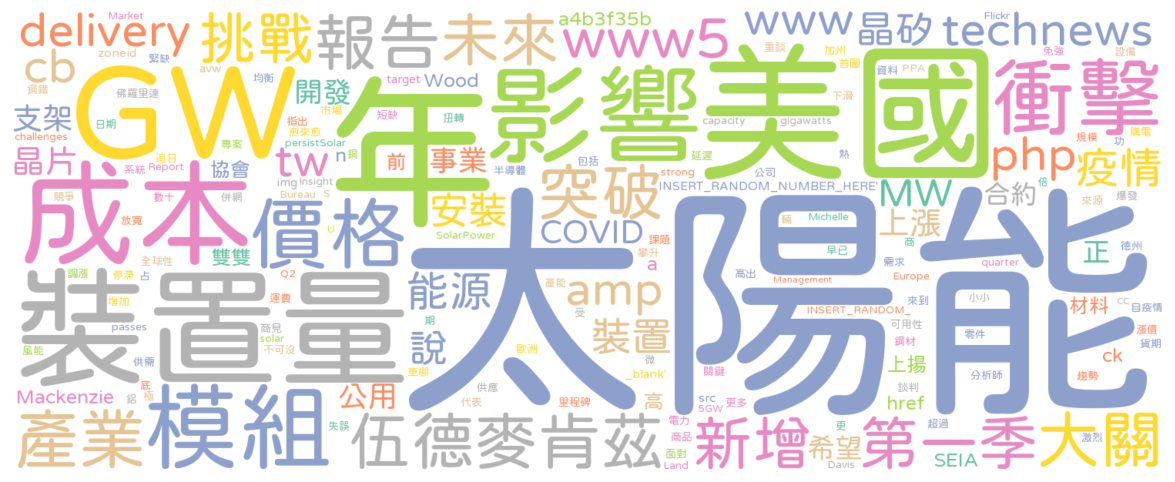 Market
Flickr
delivery
挑戰
報告
未來
a4b3f35b
www5
www
重談
加州
首圖
晶矽
technews
免強
設備
zoneid
緊缺
cb
鋼鐵
avw
均衡
佛羅里達
開發
target
Wood
影響
美國
資料
PPA
下滑
衝擊
GW
年
市場
短缺
扭轉
capacity
gigawatts
規模
購電
支架
日期
專案
指出
愈來愈
challenges
persistSolar
協會
n
銅
前
事業
半導體
包括
延遲
熱
php
功
疫情
晶片
週日
Report
系統
tw
img
Insight
Bureau
S
strong
公司
INSERT_RANDOM_NUMBER_HERE'
MW
合約
倍
爆發
來源
成本
競爭
數十
併網
放寬
價格
U
安裝
SolarPower
突破
COVID
課題
攀升
a
輛
Michelle
早已
商
上漲
正
德州
雙雙
調漲
停滯
占
全球性
Q2
運費
能源
產能
amp
高出
Management
需求
Europe
quarter
太陽能
裝置量
增加
passes
商見
solar
不可沒
期
受
裝置
INSERT_RANDOM_
來到
小小
cc
材料
自疫情
風能
供需
車棚
說
歐洲
微
_blank'
可用性
鋼材
零件
漲價
貨期
上揚
ck
Mackenzie
鋁
底
極
公用
供應
代表
里程碑
高
關鍵
src
5GW
更多
談判
href
分析師
趨勢
產業
模組
失誤
伍德麥肯茲
電力
商品
面對
Land
新增
更
希望
Davis
第一季
超過
SEIA
大關
激烈